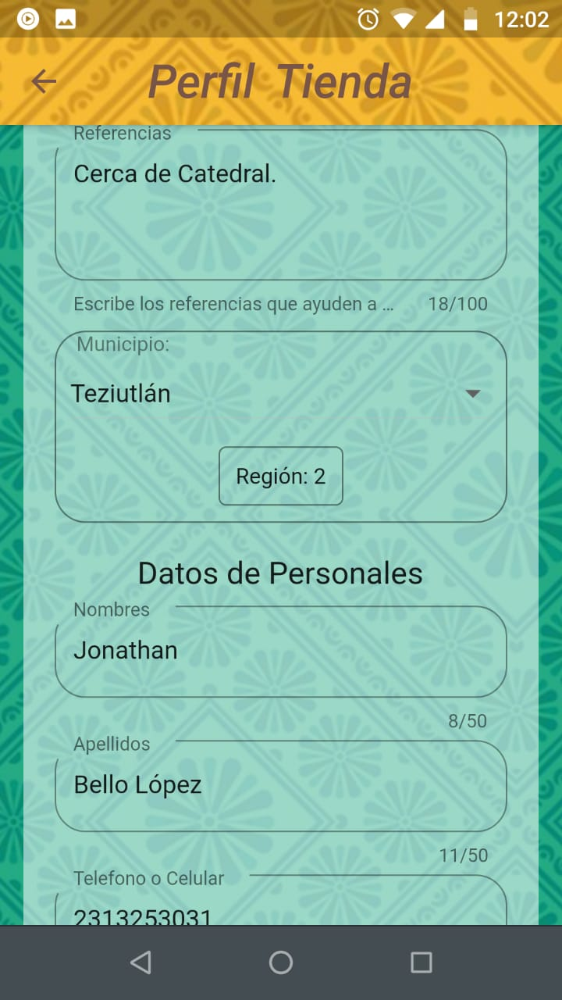 12:02
Perfil Tienda
Referencias
Cerca de Catedral.
Escribe los referencias que ayuden a ...
18/100
Municipio:
Teziutlán
Región: 2
Datos de Personales
Nombres
Jonathan
8/50
Apellidos
Bello López
11/50
Telefono o Celular
2313253031